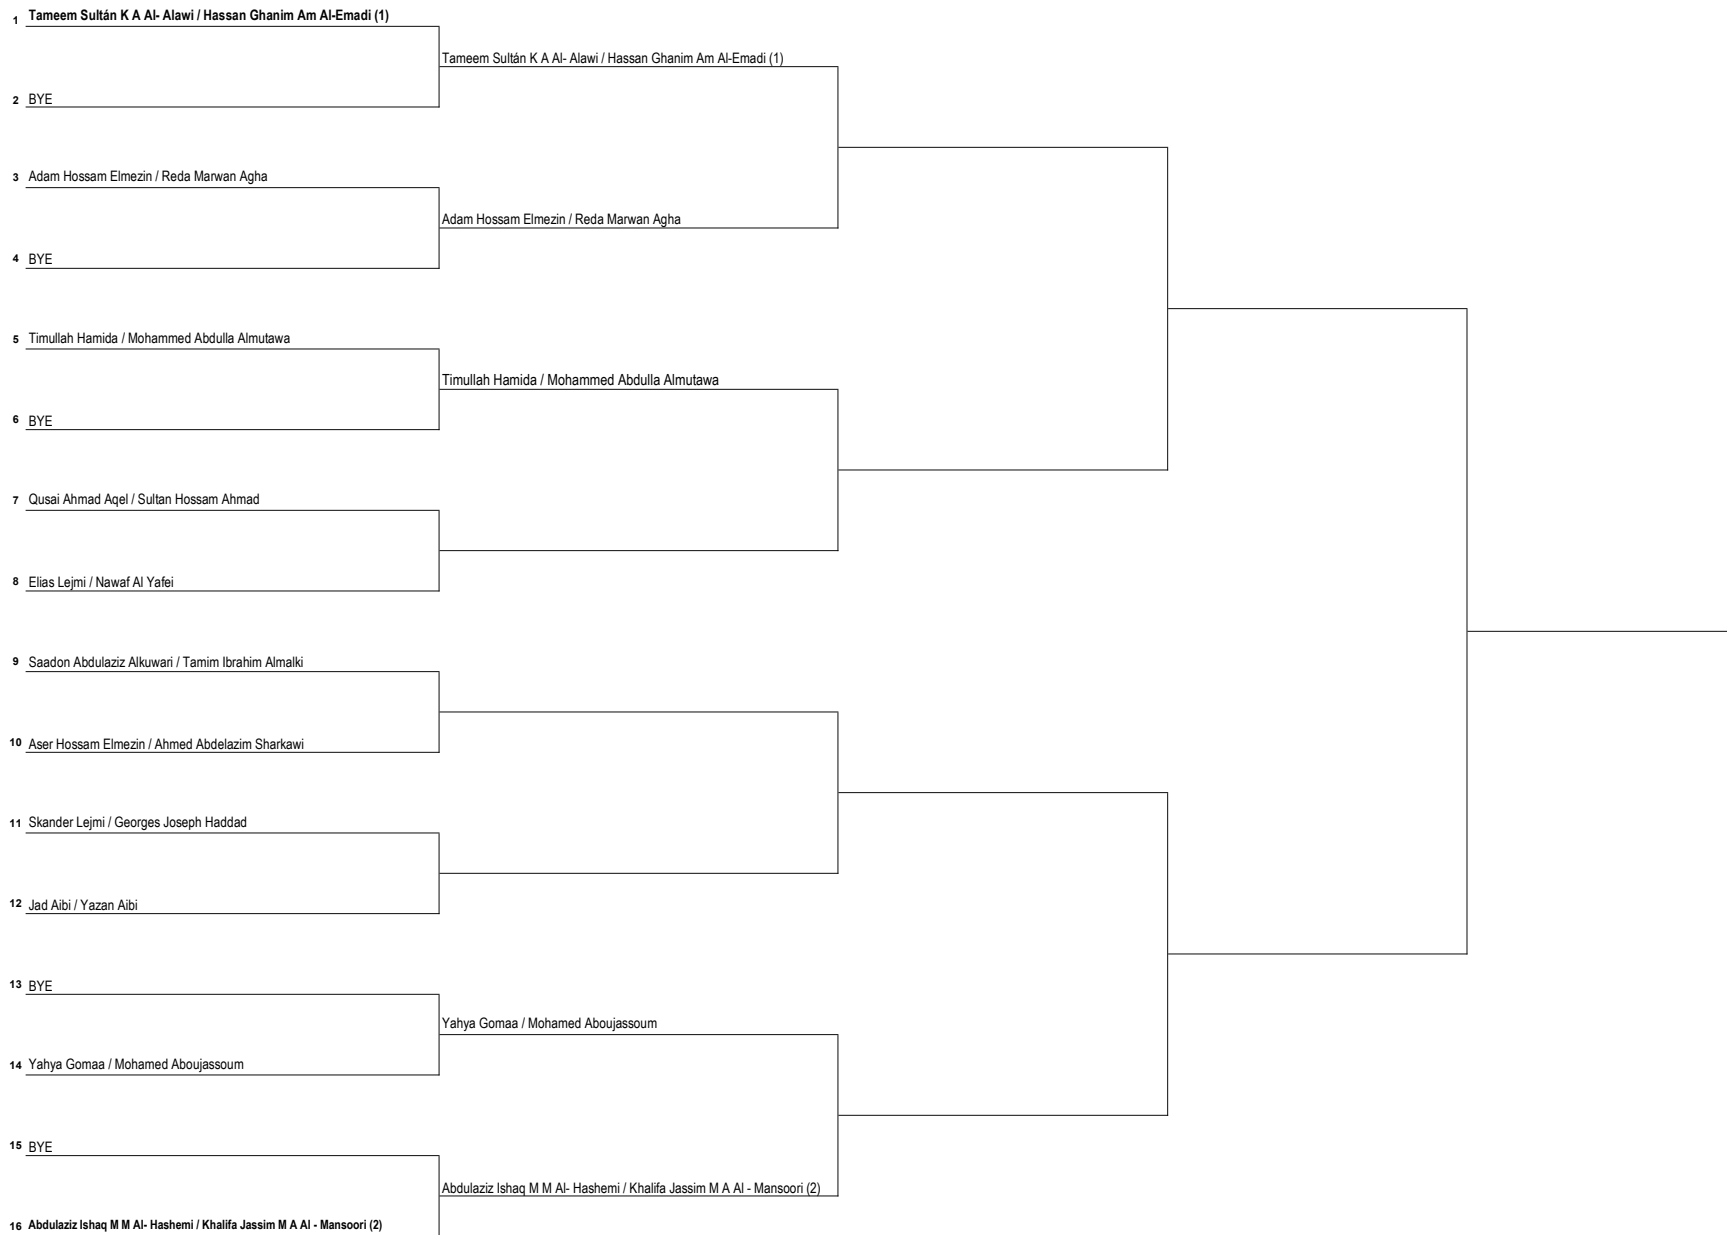 1 Tameem Sultán K A Al- Alawi / Hassan Ghanim Am Al-Emadi (1)
Tameem Sultán K A Al- Alawi / Hassan Ghanim Am Al-Emadi (1)
2 BYE
3 Adam Hossam Elmezin / Reda Marwan Agha
Adam Hossam Elmezin / Reda Marwan Agha
4 BYE
5 Timullah Hamida / Mohammed Abdulla Almutawa
Timullah Hamida / Mohammed Abdulla Almutawa
6 BYE
7 Qusai Ahmad Aqel / Sultan Hossam Ahmad
8 Elias Lejmi / Nawaf Al Yafei
9 Saadon Abdulaziz Alkuwari / Tamim Ibrahim Almalki
10 Aser Hossam Elmezin / Ahmed Abdelazim Sharkawi
11 Skander Lejmi / Georges Joseph Haddad
12 Jad Aibi / Yazan Aibi
13 BYE
Yahya Gomaa / Mohamed Aboujassoum
14 Yahya Gomaa / Mohamed Aboujassoum
15 BYE
Abdulaziz Ishaq M M Al- Hashemi / Khalifa Jassim M A Al - Mansoori (2)
16 Abdulaziz Ishaq M M Al- Hashemi / Khalifa Jassim M A Al - Mansoori (2)